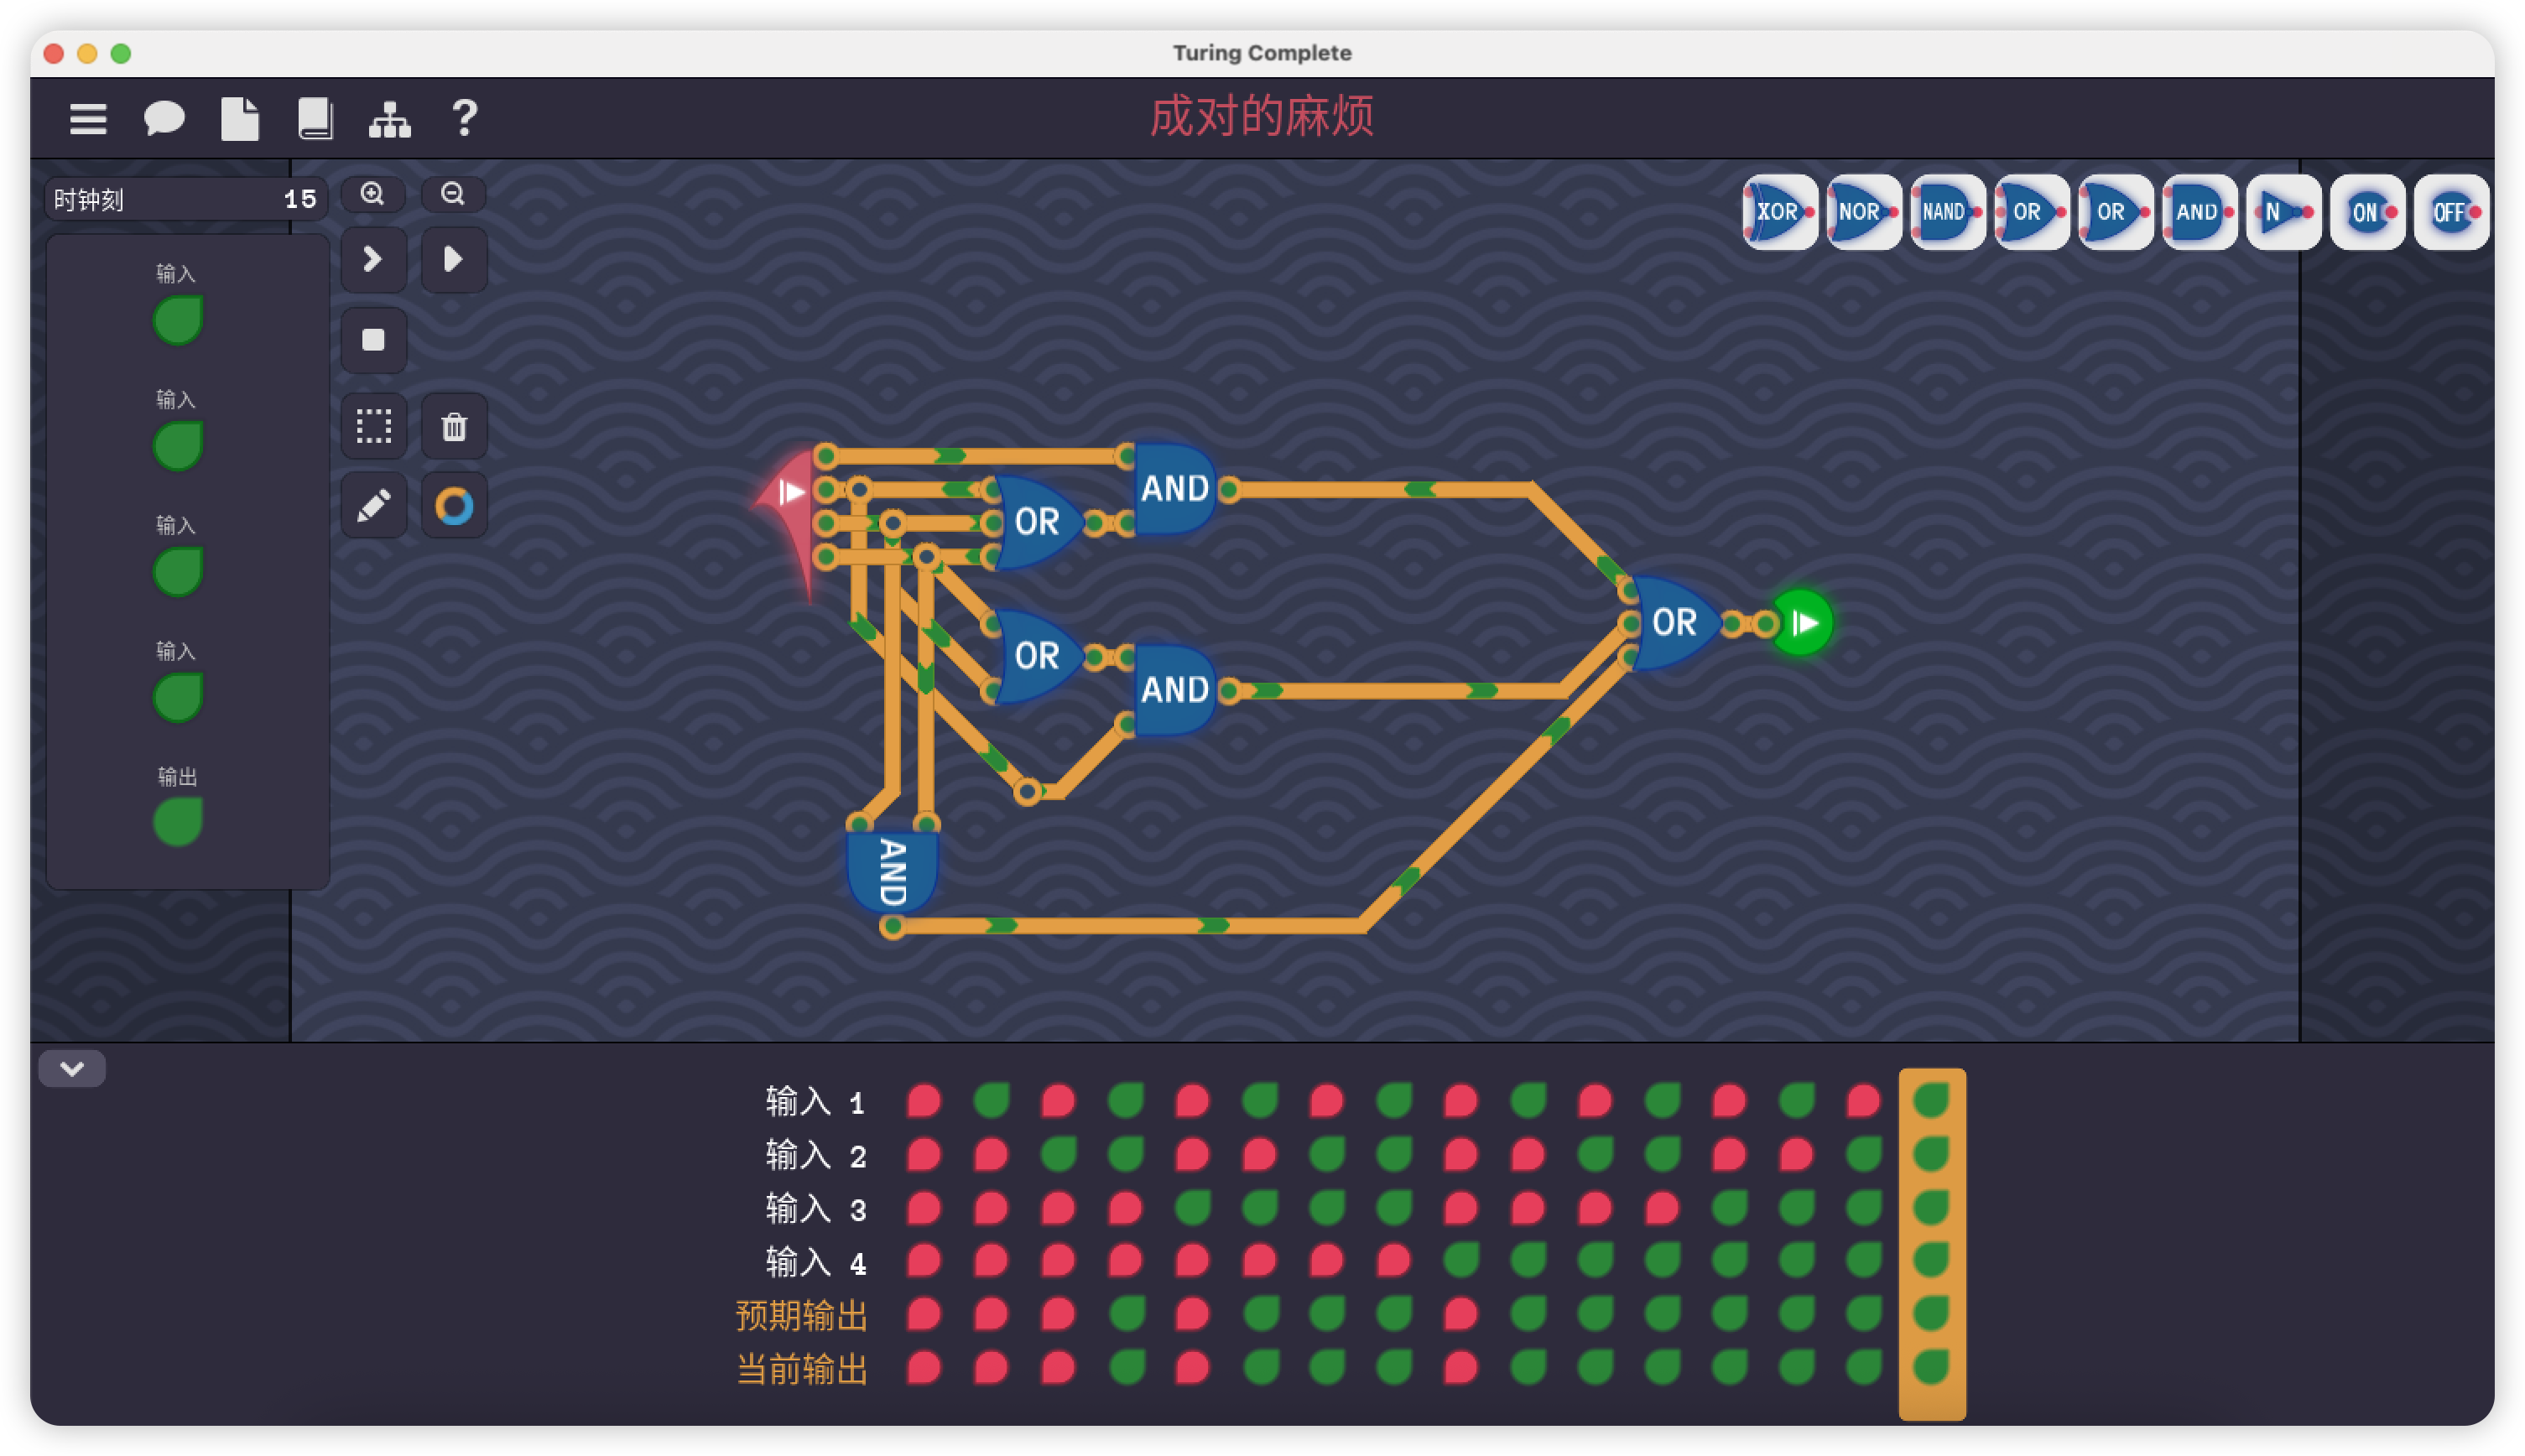 Turing Complete
?
成对的麻烦
时钟刻 15
XOR NOR NAND OR OR AND N ON OFF
输入
输入
输入
输入
输出
AND
OR
OR
OR
AND
AND
输入 1
输入 2
输入 3
输入 4
预期输出
当前输出